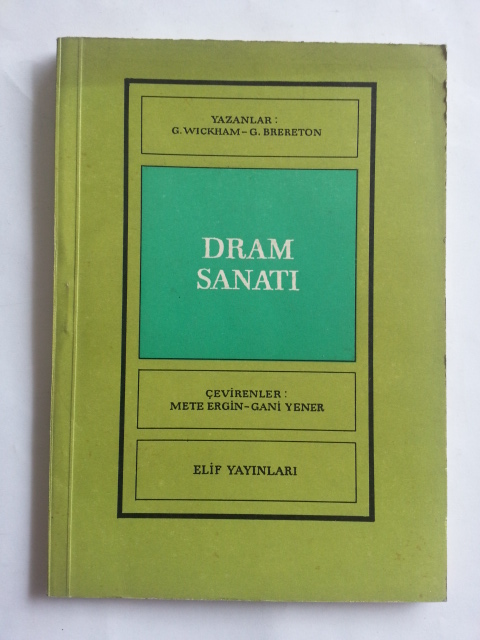 YAZANLAR:
G. WICKHAM – G. BRERETON
DRAM
SANATI
ÇEVİRENLER:
METE ERGİN – GANİ YENER
ELİF YAYINLARI